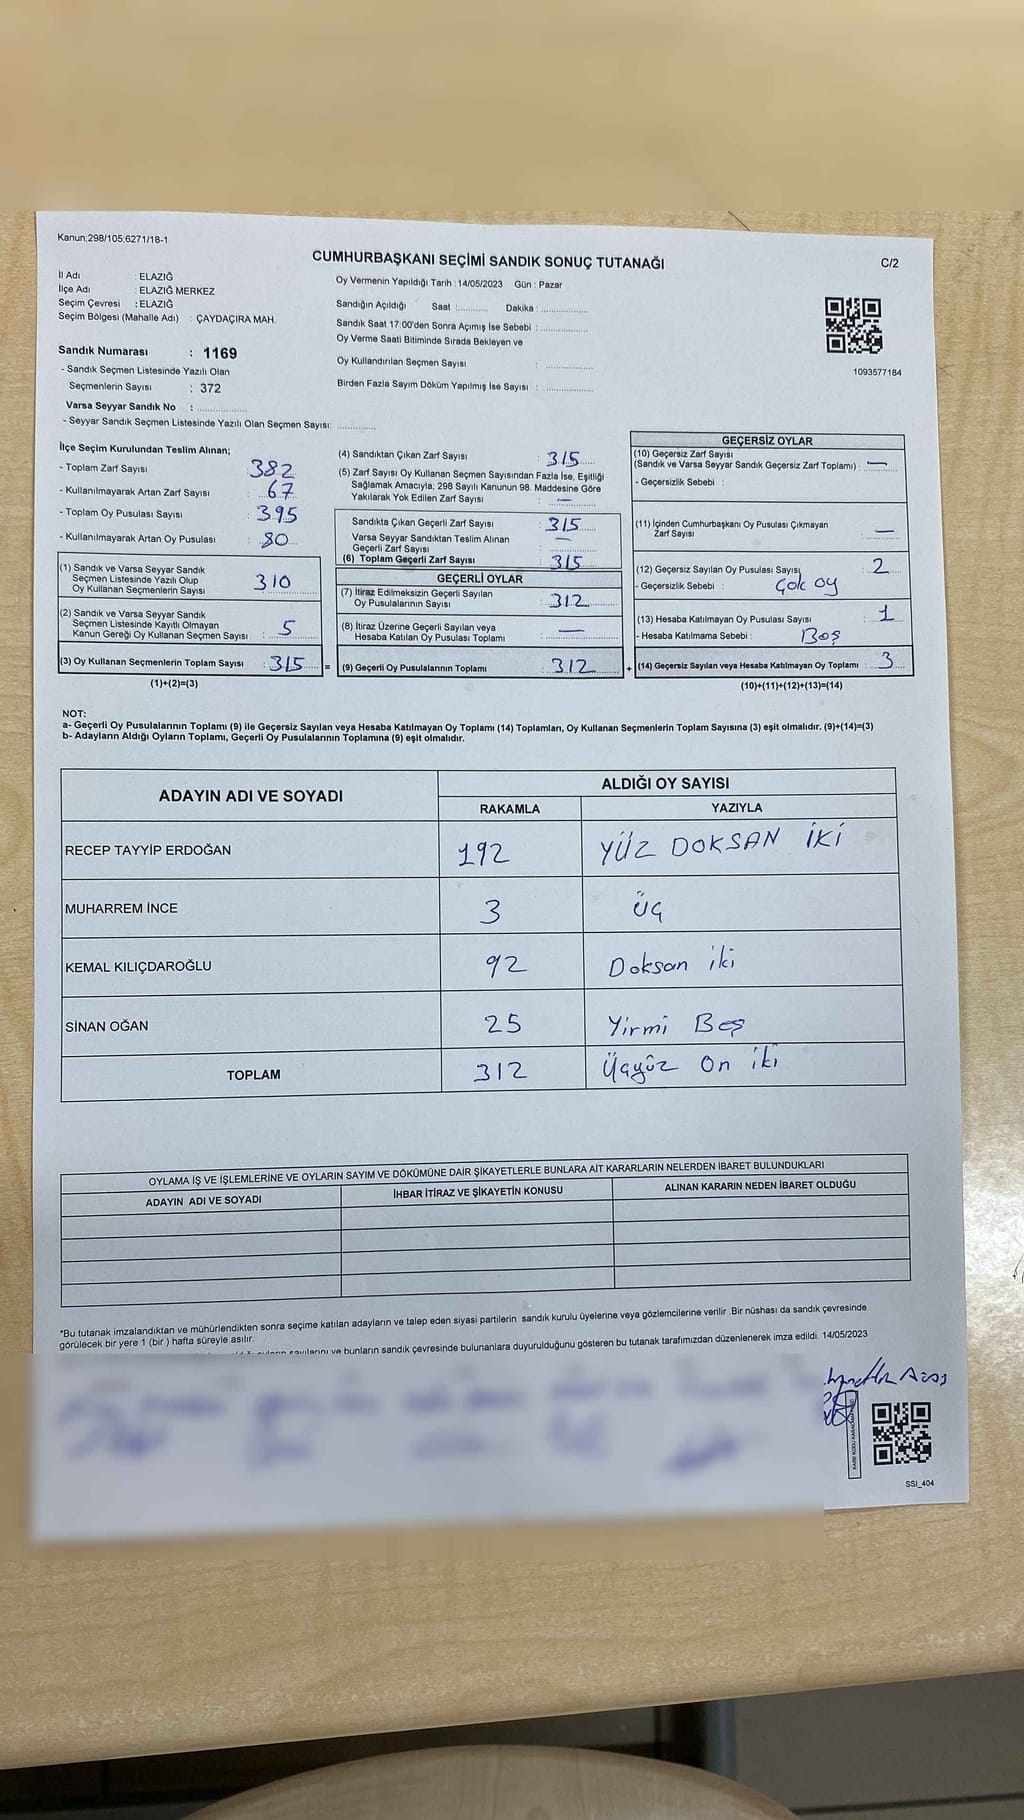 Kanun;298/105;6271/18-1
CUMHURBAŞKANI SEÇİMİ SANDIK SONUÇ TUTANAĞI
C/2
İl Adı : ELAZIĞ
İlçe Adı : ELAZIĞ MERKEZ
Seçim Çevresi : ELAZIĞ
Seçim Bölgesi (Mahalle Adı) : ÇAYDAÇIRA MAH.
Oy Vermenin Yapıldığı Tarih : 14/05/2023 Gün : Pazar
Sandığın Açıldığı Saat :........... Dakika :................
Sandık Saat 17:00'den Sonra Açımış İse Sebebi :................
Oy Verme Saati Bitiminde Sırada Bekleyen ve
Oy Kullandırılan Seçmen Sayısı : ................
Birden Fazla Sayım Döküm Yapılmış İse Sayısı : ................
1093577184
Sandık Numarası : 1169
- Sandık Seçmen Listesinde Yazılı Olan
Seçmenlerin Sayısı : 372
Varsa Seyyar Sandık No : ................
- Seyyar Sandık Seçmen Listesinde Yazılı Olan Seçmen Sayısı: .............
İlçe Seçim Kurulundan Teslim Alınan;
- Toplam Zarf Sayısı : 382
- Kullanılmayarak Artan Zarf Sayısı : 67
- Toplam Oy Pusulası Sayısı : 395
- Kullanılmayarak Artan Oy Pusulası : 80
(1) Sandık ve Varsa Seyyar Sandık
Seçmen Listesinde Yazılı Olup
Oy Kullanan Seçmenlerin Sayısı : 310
(2) Sandık ve Varsa Seyyar Sandık
Seçmen Listesinde Kayıtlı Olmayan
Kanun Gereği Oy Kullanan Seçmen Sayısı : 5
(3) Oy Kullanan Seçmenlerin Toplam Sayısı : 315 =
(1)+(2)=(3)
(4) Sandıktan Çıkan Zarf Sayısı : 315
(5) Zarf Sayısı Oy Kullanan Seçmen Sayısından Fazla İse, Eşitliği
Sağlamak Amacıyla; 298 Sayılı Kanunun 98. Maddesine Göre
Yakılarak Yok Edilen Zarf Sayısı : —
Sandıkta Çıkan Geçerli Zarf Sayısı : 315
Varsa Seyyar Sandıktan Teslim Alınan
Geçerli Zarf Sayısı : —
(6) Toplam Geçerli Zarf Sayısı : 315
GEÇERLİ OYLAR
(7) İtiraz Edilmeksizin Geçerli Sayılan
Oy Pusulalarının Sayısı : 312
(8) İtiraz Üzerine Geçerli Sayılan veya
Hesaba Katılan Oy Pusulası Toplamı : —
(9) Geçerli Oy Pusulalarının Toplamı : 312 +
GEÇERSİZ OYLAR
(10) Geçersiz Zarf Sayısı
(Sandık ve Varsa Seyyar Sandık Geçersiz Zarf Toplamı) : —
- Geçersizlik Sebebi :
(11) İçinden Cumhurbaşkanı Oy Pusulası Çıkmayan
Zarf Sayısı : —
(12) Geçersiz Sayılan Oy Pusulası Sayısı : 2
- Geçersizlik Sebebi : Çok oy
(13) Hesaba Katılmayan Oy Pusulası Sayısı : 1
- Hesaba Katılmama Sebebi : Boş
(14) Geçersiz Sayılan veya Hesaba Katılmayan Oy Toplamı : 3
(10)+(11)+(12)+(13)=(14)
NOT:
a- Geçerli Oy Pusulalarının Toplamı (9) ile Geçersiz Sayılan veya Hesaba Katılmayan Oy Toplamı (14) Toplamları, Oy Kullanan Seçmenlerin Toplam Sayısına (3) eşit olmalıdır. (9)+(14)=(3)
b- Adayların Aldığı Oyların Toplamı, Geçerli Oy Pusulalarının Toplamına (9) eşit olmalıdır.
ADAYIN ADI VE SOYADI
ALDIĞI OY SAYISI
RAKAMLA YAZIYLA
RECEP TAYYİP ERDOĞAN 192 YÜZ DOKSAN İKİ
MUHARREM İNCE 3 Üç
KEMAL KILIÇDAROĞLU 92 Doksan iki
SİNAN OĞAN 25 Yirmi Beş
TOPLAM 312 Üçyüz On iki
OYLAMA İŞ VE İŞLEMLERİNE VE OYLARIN SAYIM VE DÖKÜMÜNE DAİR ŞİKAYETLERLE BUNLARA AİT KARARLARIN NELERDEN İBARET BULUNDUKLARI
ADAYIN ADI VE SOYADI İHBAR İTİRAZ VE ŞİKAYETİN KONUSU ALINAN KARARIN NEDEN İBARET OLDUĞU
*Bu tutanak imzalandıktan ve mühürlendikten sonra seçime katılan adayların ve talep eden siyasi partilerin sandık kurulu üyelerine veya gözlemcilerine verilir .Bir nüshası da sandık çevresinde
görülecek bir yere 1 (bir ) hafta süreyle asılır.
ve bunların sandık çevresinde bulunanlara duyurulduğunu gösteren bu tutanak tarafımızdan düzenlenerek imza edildi. 14/05/2023
SSI_404